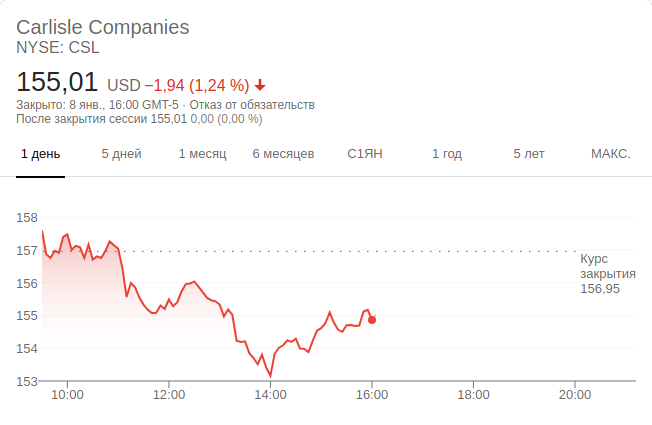 Carlisle Companies
NYSE: CSL
155,01 USD −1,94 (1,24 %)
Закрыто: 8 янв., 16:00 GMT-5 · Отказ от обязательств
После закрытия сессии 155,01 0,00 (0,00 %)
1 день 5 дней 1 месяц 6 месяцев С1ЯН 1 год 5 лет МАКС.
158
157
Курс
закрытия
156,95
156
155
154
153
10:00 12:00 14:00 16:00 18:00 20:00